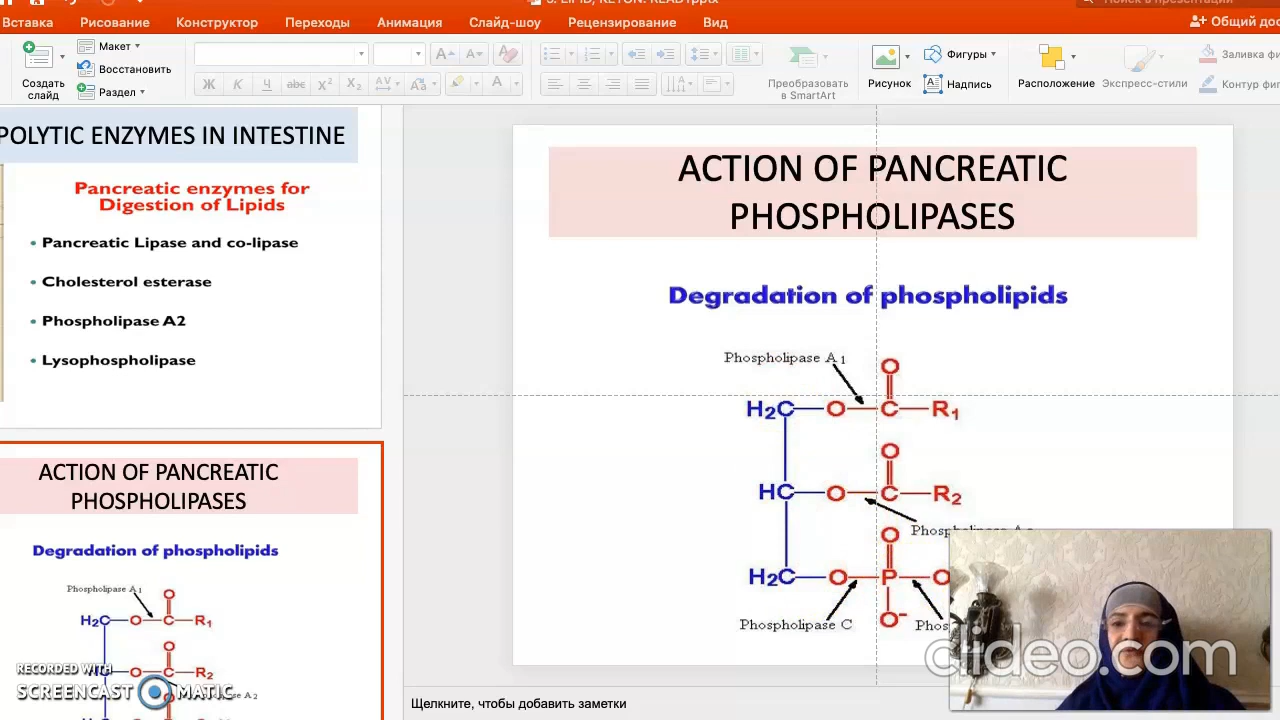 Вставка Рисование Конструктор Переходы Анимация Слайд-шоу Рецензирование Вид
Общий
Макет
Восстановить
Раздел
Создать
слайд
Ж К Ч abc X² X₂
Преобразовать
в SmartArt
Рисунок
Фигуры
Надпись
Расположение
Экспресс-стили
Заливка
Контур
POLYTIC ENZYMES IN INTESTINE
Pancreatic enzymes for
Digestion of Lipids
• Pancreatic Lipase and co-lipase
• Cholesterol esterase
• Phospholipase A2
• Lysophospholipase
ACTION OF PANCREATIC
PHOSPHOLIPASES
Degradation of phospholipids
Phospholipase A1
O
H2C O C R1
O
C R2
RECORDED WITH
SCREENCAST MATIC
ACTION OF PANCREATIC
PHOSPHOLIPASES
Degradation of phospholipids
Phospholipase A1
O
H2C O C R1
O
HC O C R2
O
H2C O P O
Phospholipase C
O-
clideo.com
Щелкните, чтобы добавить заметки